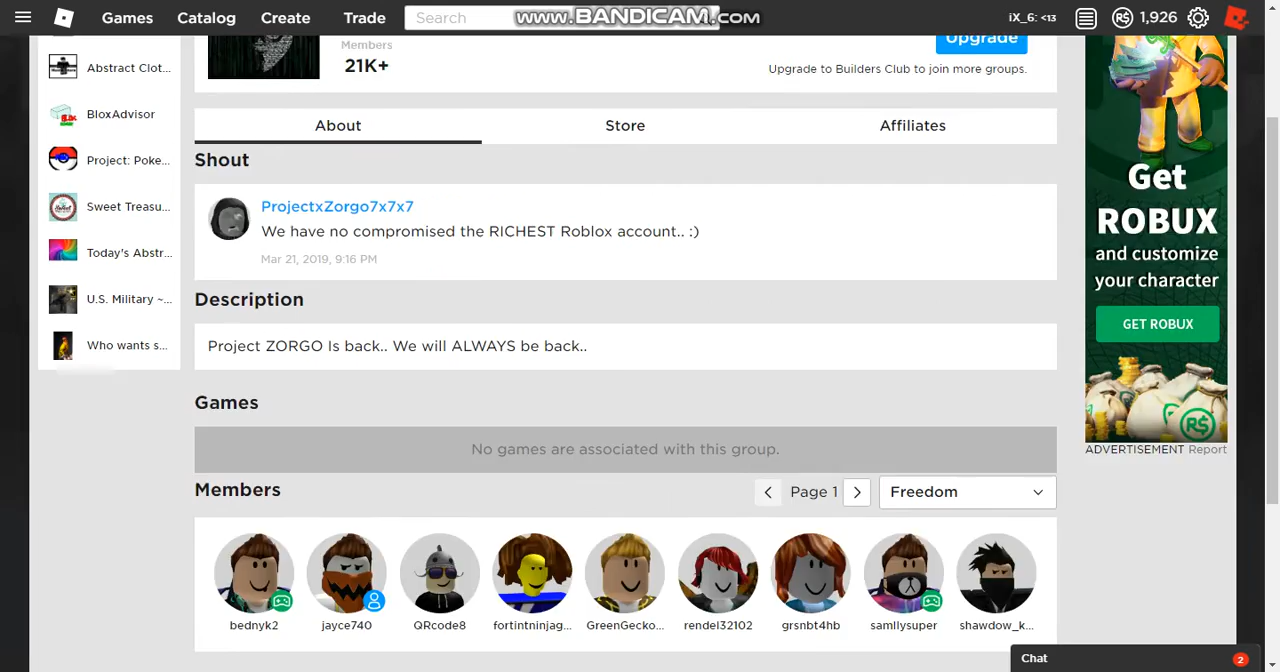 Games Catalog Create Trade Search www.BANDICAM.COM iX_6: <13 1,926
Members
21K+
Upgrade
Upgrade to Builders Club to join more groups.
Abstract Clot...
BloxAdvisor
Project: Poke...
Sweet Treasu...
Today's Abstr...
U.S. Military ~...
Who wants s...
About Store Affiliates
Shout
ProjectxZorgo7x7x7
We have no compromised the RICHEST Roblox account.. :)
Mar 21, 2019, 9:16 PM
Description
Project ZORGO Is back.. We will ALWAYS be back..
Games
No games are associated with this group.
Members Page 1 Freedom
bednyk2 jayce740 QRcode8 fortintninjag... GreenGecko... rendel32102 grsnbt4hb samllysuper shawdow_k...
Get
ROBUX
and customize
your character
GET ROBUX
R$
ADVERTISEMENT Report
Chat 2